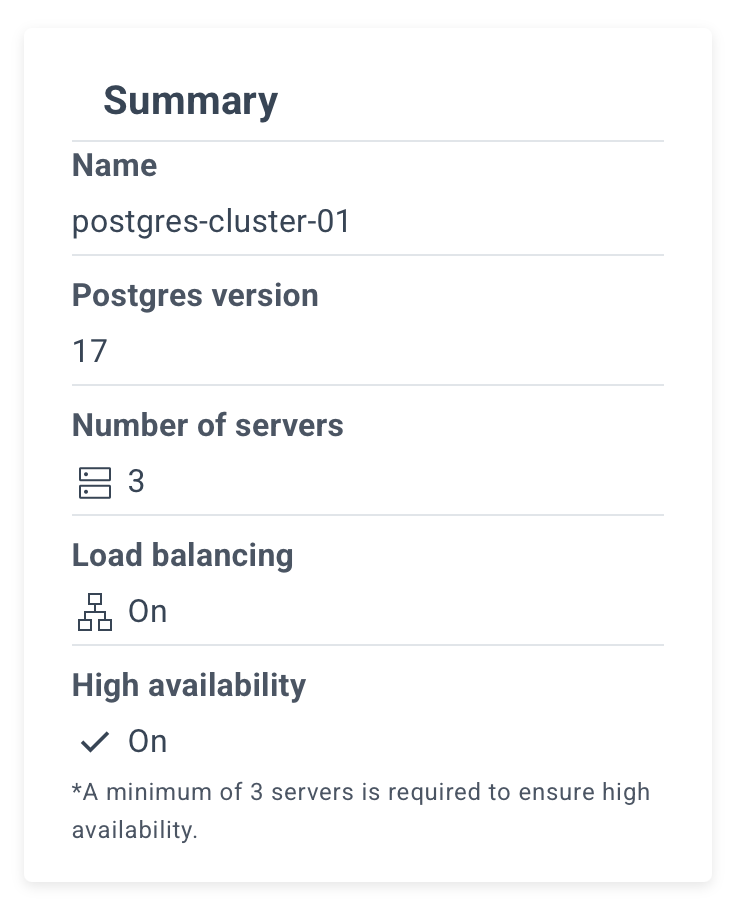 Summary
Name
postgres-cluster-01
Postgres version
17
Number of servers
3
Load balancing
On
High availability
On
*A minimum of 3 servers is required to ensure high
availability.